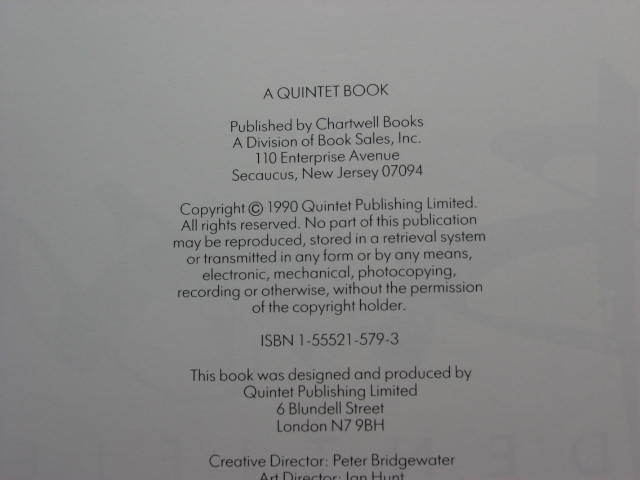 A QUINTET BOOK
Published by Chartwell Books
A Division of Book Sales, Inc.
110 Enterprise Avenue
Secaucus, New Jersey 07094
Copyright © 1990 Quintet Publishing Limited.
All rights reserved. No part of this publication
may be reproduced, stored in a retrieval system
or transmitted in any form or by any means,
electronic, mechanical, photocopying,
recording or otherwise, without the permission
of the copyright holder.
ISBN 1-55521-579-3
This book was designed and produced by
Quintet Publishing Limited
6 Blundell Street
London N7 9BH
Creative Director: Peter Bridgewater
Art Director: Ian Hunt